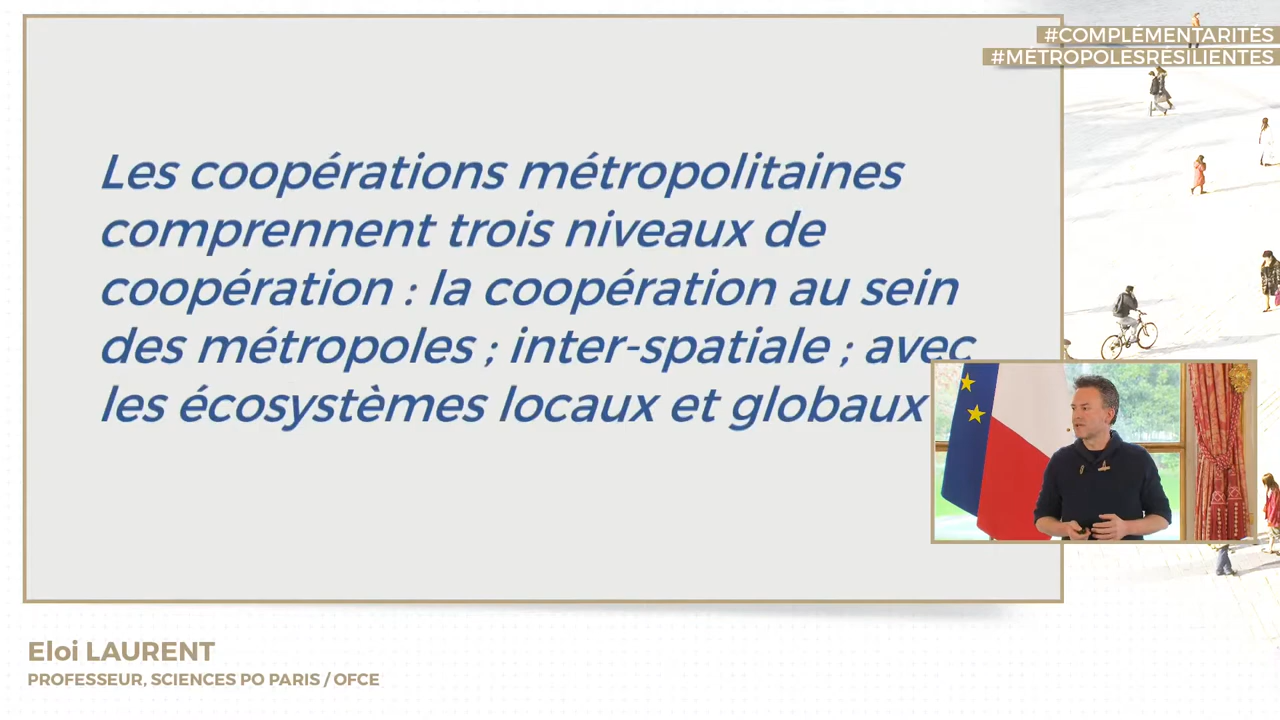 #COMPLÉMENTARITÉS
#MÉTROPOLESRÉSILIENTES
Les coopérations métropolitaines
comprennent trois niveaux de
coopération : la coopération au sein
des métropoles ; inter-spatiale ; avec
les écosystèmes locaux et globaux
Eloi LAURENT
PROFESSEUR, SCIENCES PO PARIS / OFCE